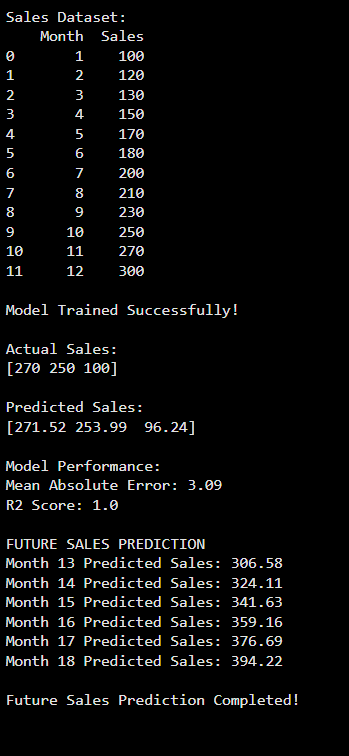 Sales Dataset:
    Month  Sales
0       1    100
1       2    120
2       3    130
3       4    150
4       5    170
5       6    180
6       7    200
7       8    210
8       9    230
9      10    250
10     11    270
11     12    300
Model Trained Successfully!
Actual Sales:
[270 250 100]
Predicted Sales:
[271.52 253.99  96.24]
Model Performance:
Mean Absolute Error: 3.09
R2 Score: 1.0
FUTURE SALES PREDICTION
Month 13 Predicted Sales: 306.58
Month 14 Predicted Sales: 324.11
Month 15 Predicted Sales: 341.63
Month 16 Predicted Sales: 359.16
Month 17 Predicted Sales: 376.69
Month 18 Predicted Sales: 394.22
Future Sales Prediction Completed!